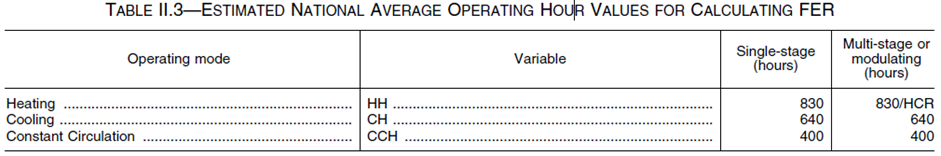 TABLE II.3—ESTIMATED NATIONAL AVERAGE OPERATING HOUR VALUES FOR CALCULATING FER
Operating mode Variable Single-stage (hours) Multi-stage or modulating (hours)
Heating ........ HH ........ 830 830/HCR
Cooling ........ CH ........ 640 640
Constant Circulation ........ CCH ........ 400 400